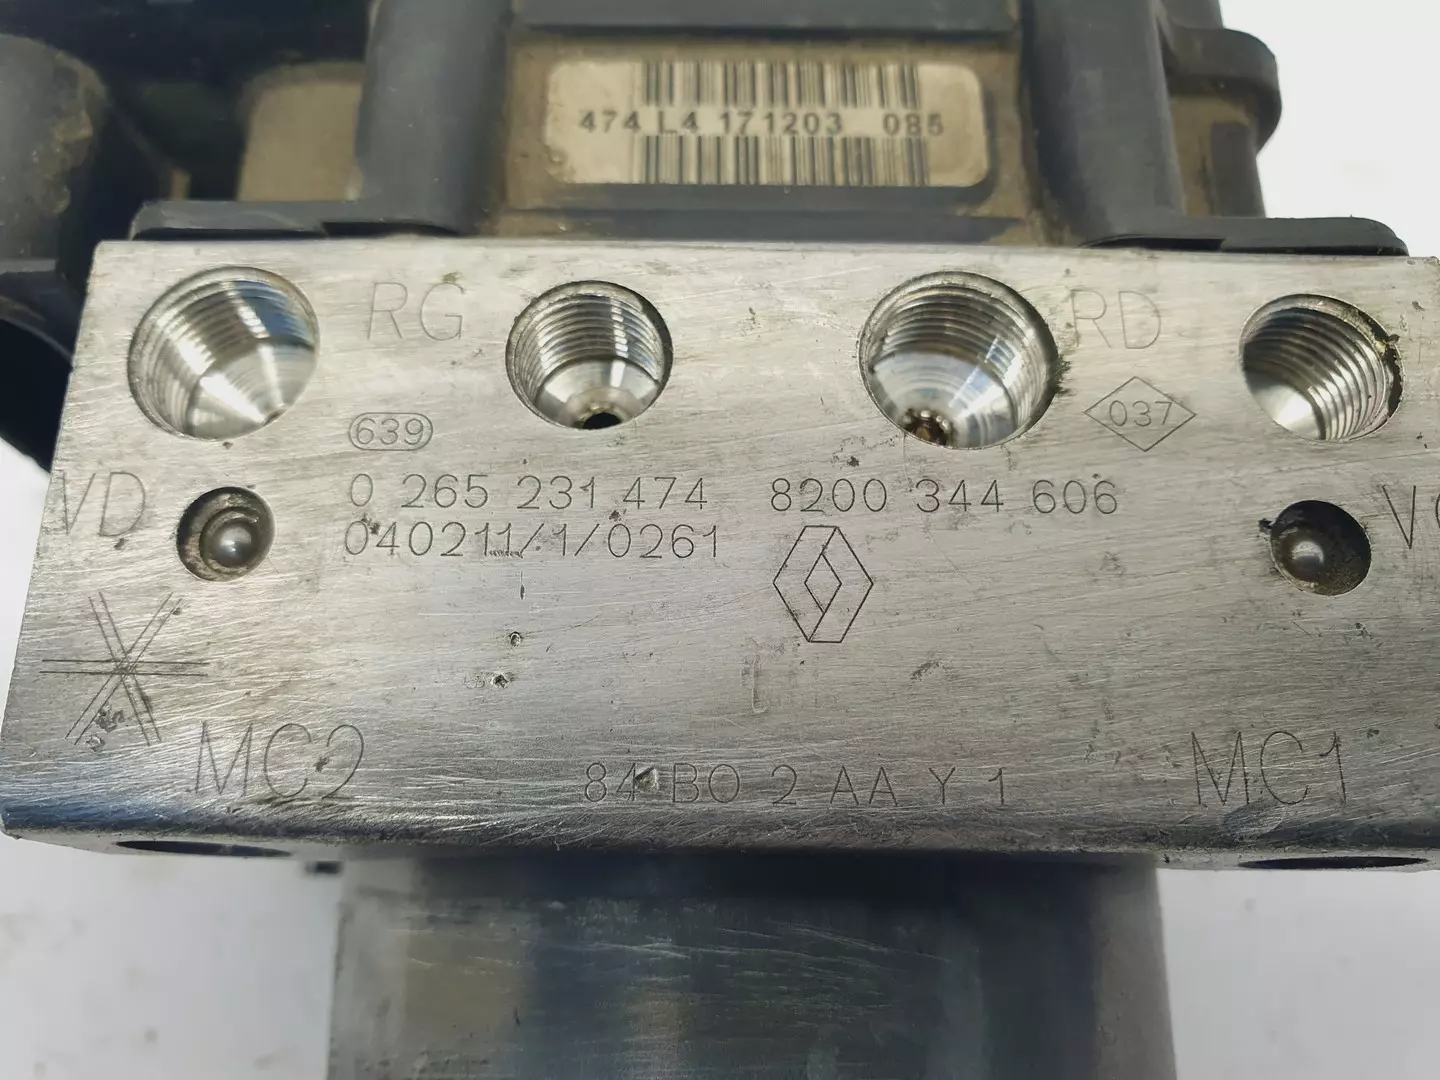 474 L4 171203 085
RG
RD
639
037
VD
0 265 231 474 8200 344 606
040211/1/0261
MC2
84 BO 2 AA Y 1
MC1